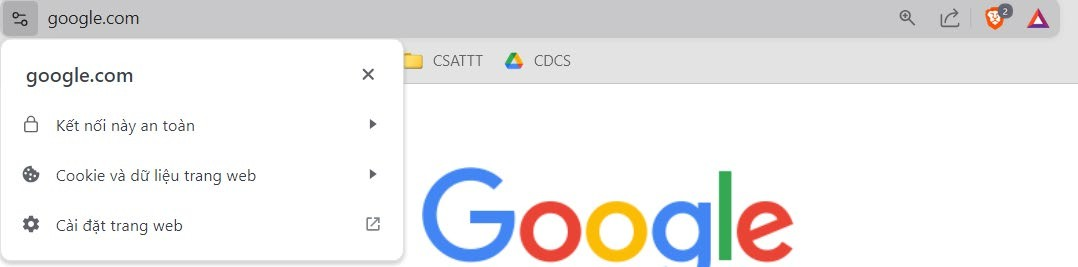 google.com
2
CSATTT
CDCS
google.com
Kết nối này an toàn
Cookie và dữ liệu trang web
Cài đặt trang web
Google